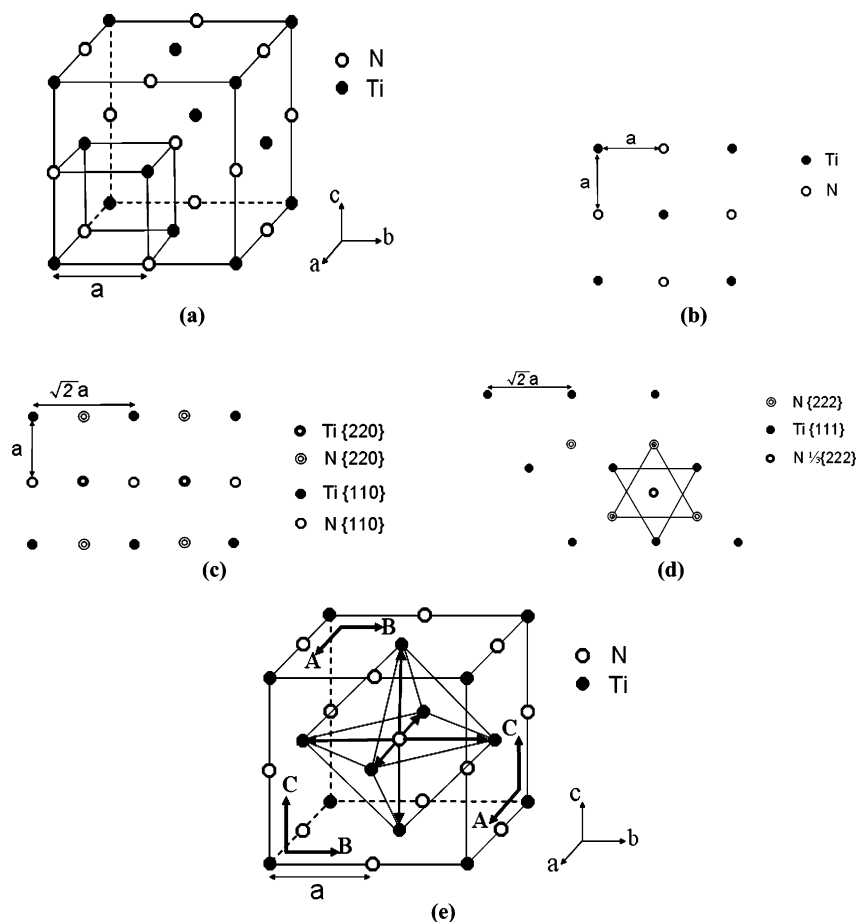 N
Ti
c
b
a
a
(a)
a
a
Ti
N
(b)
√2 a
a
Ti {220}
N {220}
Ti {110}
N {110}
(c)
√2 a
N {222}
Ti {111}
N ⅓{222}
(d)
B
A
N
Ti
C
C
A
B
c
b
a
a
(e)